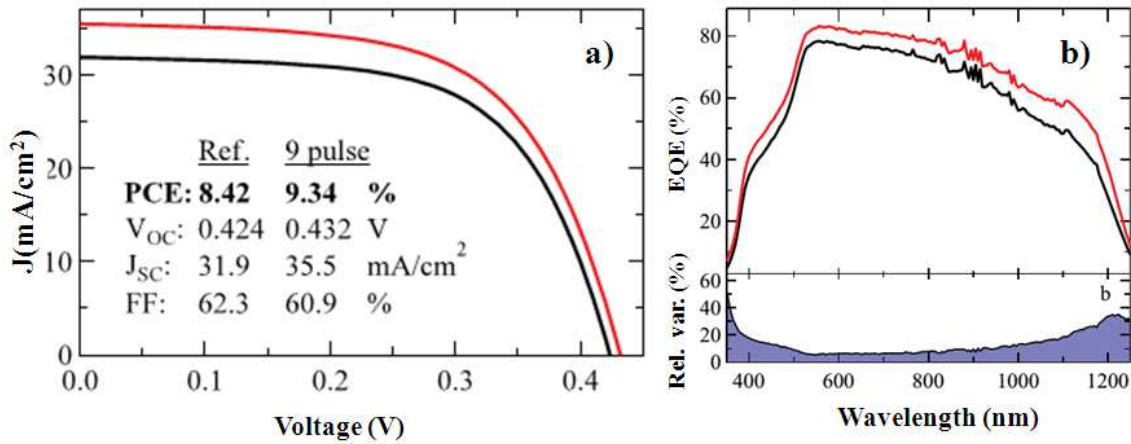 a)
J(mA/cm²)
30
20
10
0
Ref. 9 pulse
PCE: 8.42 9.34 %
V_OC: 0.424 0.432 V
J_SC: 31.9 35.5 mA/cm²
FF: 62.3 60.9 %
0.0 0.1 0.2 0.3 0.4
Voltage (V)
b)
EQE (%)
80
60
40
20
Rel. var. (%)
60
40
20
0
b
400 600 800 1000 1200
Wavelength (nm)